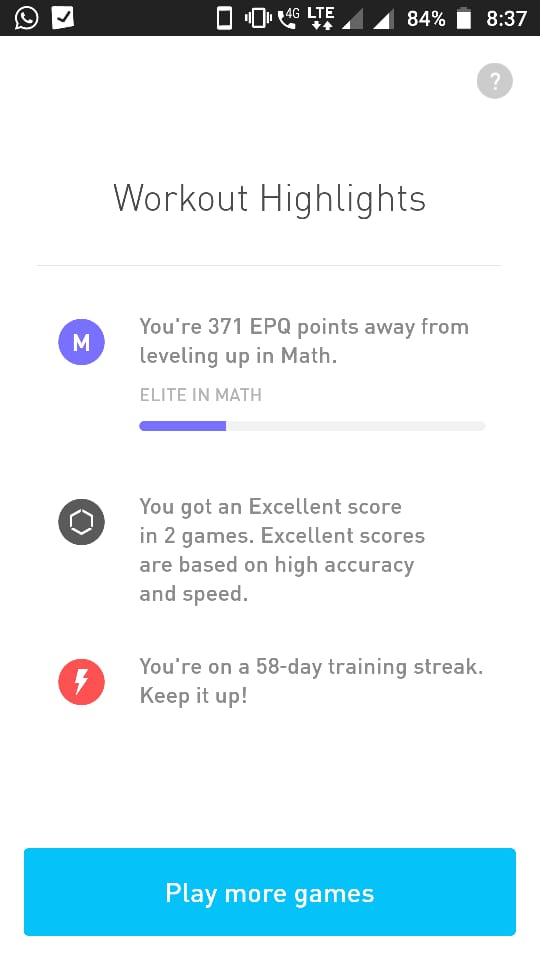 4G LTE 84% 8:37
?
Workout Highlights
M
You're 371 EPQ points away from
leveling up in Math.
ELITE IN MATH
You got an Excellent score
in 2 games. Excellent scores
are based on high accuracy
and speed.
You're on a 58-day training streak.
Keep it up!
Play more games